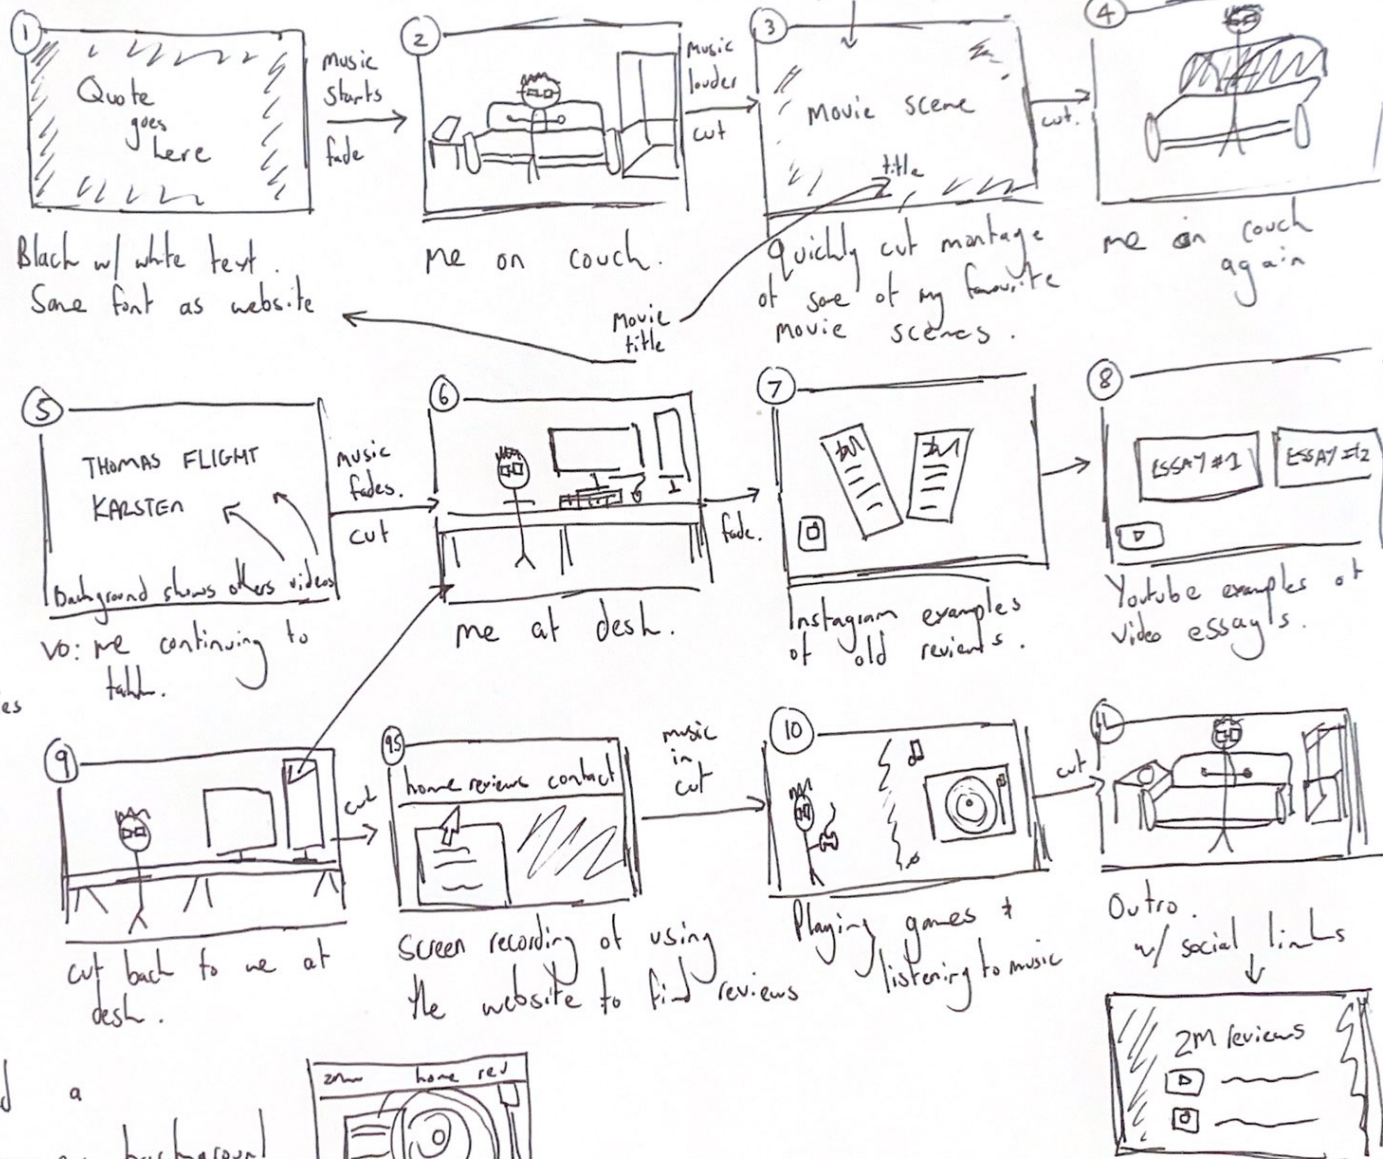 1
Quote
goes
here
music
starts
fade
2
music
louder
cut
3
movie scene
title
cut.
4
Black w/ white text.
Same font as website
me on couch.
movie
title
Quickly cut montage
of some of my favourite
movie scenes.
me on couch
again
5
THOMAS FLIGHT
KARSTEN
Background shows others videos
music
fades.
cut
6
fade.
7
8
ESSAY #1
ESSAY #2
vo: me continuing to
talk.
me at desk.
Instagram examples
of old reviews.
Youtube examples of
video essays.
es
9
cut
9S
home reviews contact
music
in
cut
10
cut
11
cut back to me at
desk.
Screen recording of using
the website to find reviews
Playing games &
listening to music
Outro.
w/ social links
2M reviews
a
home rev
background